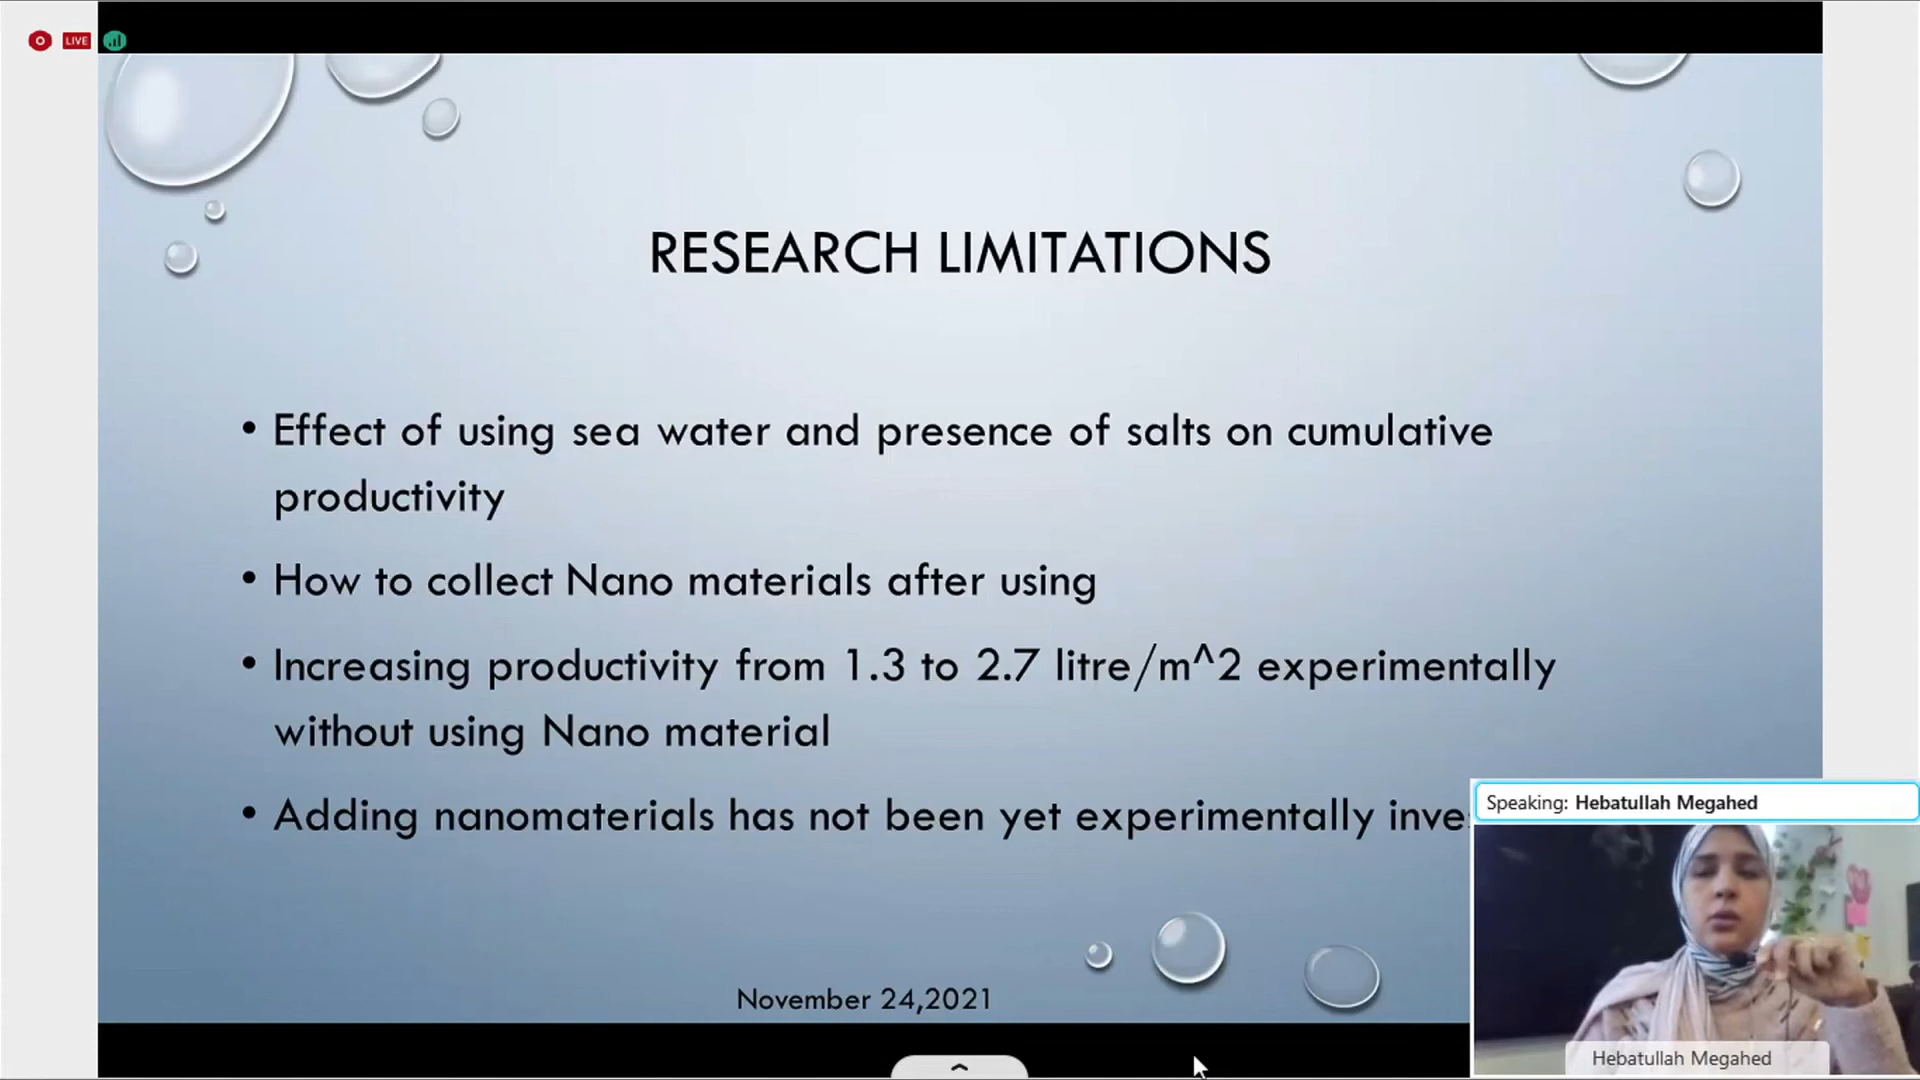 LIVE
RESEARCH LIMITATIONS
• Effect of using sea water and presence of salts on cumulative
productivity
• How to collect Nano materials after using
• Increasing productivity from 1.3 to 2.7 litre/m^2 experimentally
without using Nano material
• Adding nanomaterials has not been yet experimentally
Speaking: Hebatullah Megahed
November 24,2021
Hebatullah Megahed